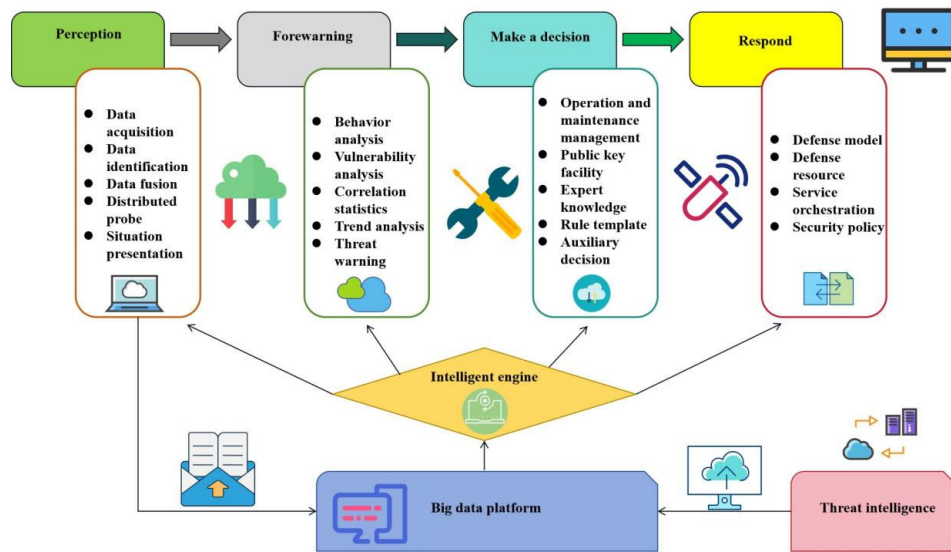 Perception
Forewarning
Make a decision
Respond
Data
acquisition
Data
identification
Data fusion
Distributed
probe
Situation
presentation
Behavior
analysis
Vulnerability
analysis
Correlation
statistics
Trend analysis
Threat
warning
Operation and
maintenance
management
Public key
facility
Expert
knowledge
Rule template
Auxiliary
decision
Defense model
Defense
resource
Service
orchestration
Security policy
Intelligent engine
Big data platform
Threat intelligence